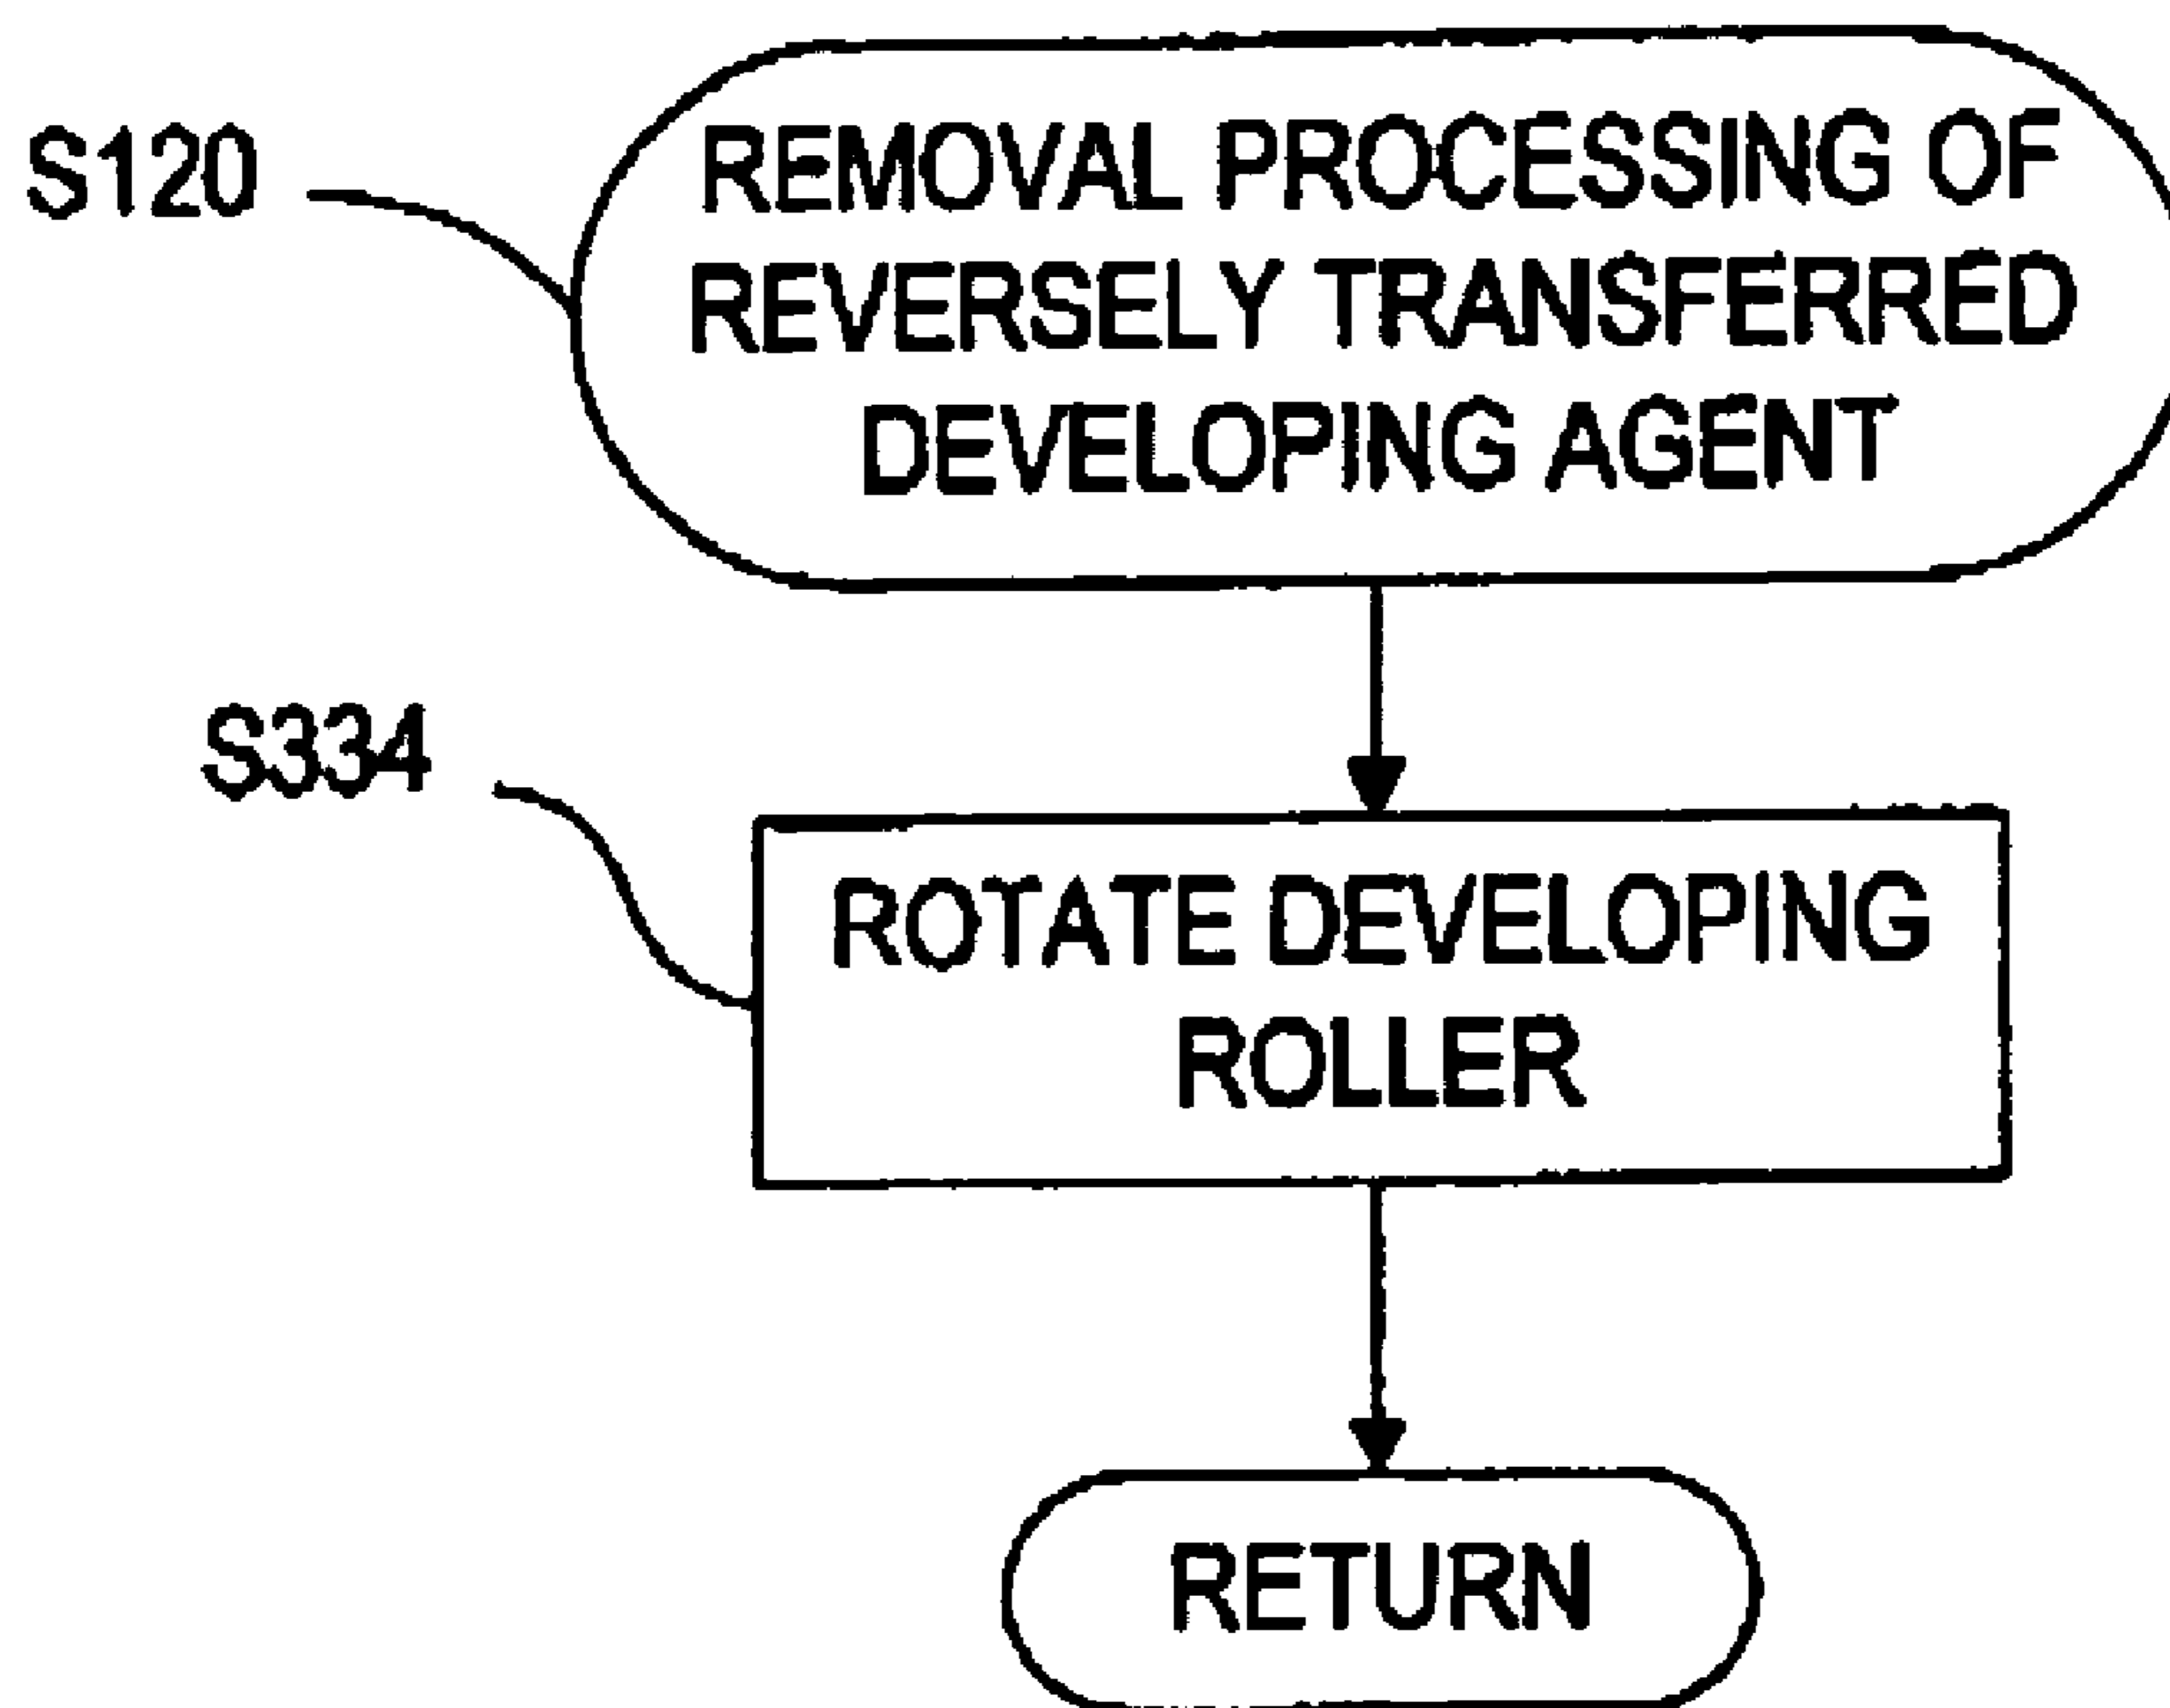 S120
REMOVAL PROCESSING OF
REVERSELY TRANSFERRED
DEVELOPING AGENT
S334
ROTATE DEVELOPING
ROLLER
RETURN